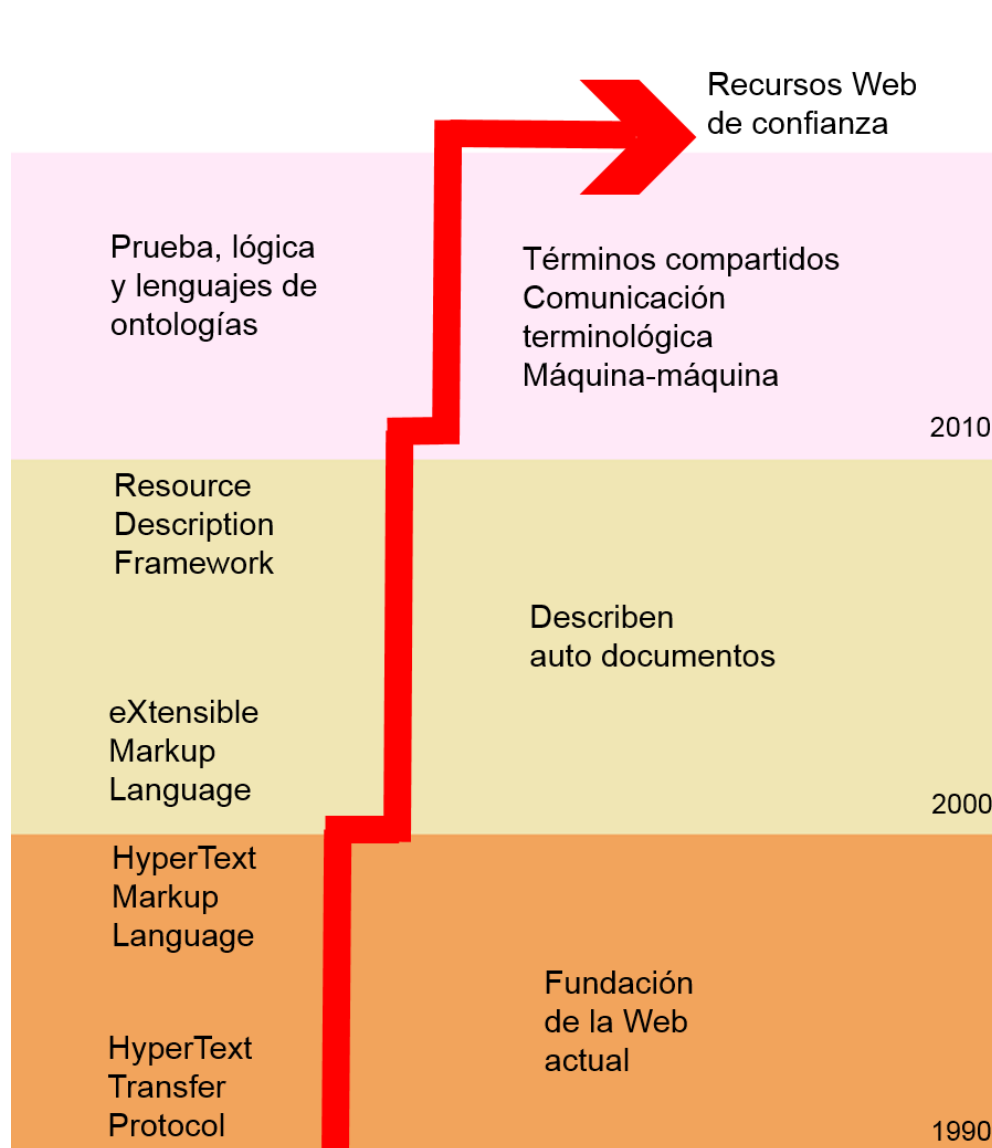 Recursos Web
de confianza
Prueba, lógica
y lenguajes de
ontologías
Términos compartidos
Comunicación
terminológica
Máquina-máquina
2010
Resource
Description
Framework
Describen
auto documentos
eXtensible
Markup
Language
2000
HyperText
Markup
Language
Fundación
de la Web
actual
HyperText
Transfer
Protocol
1990